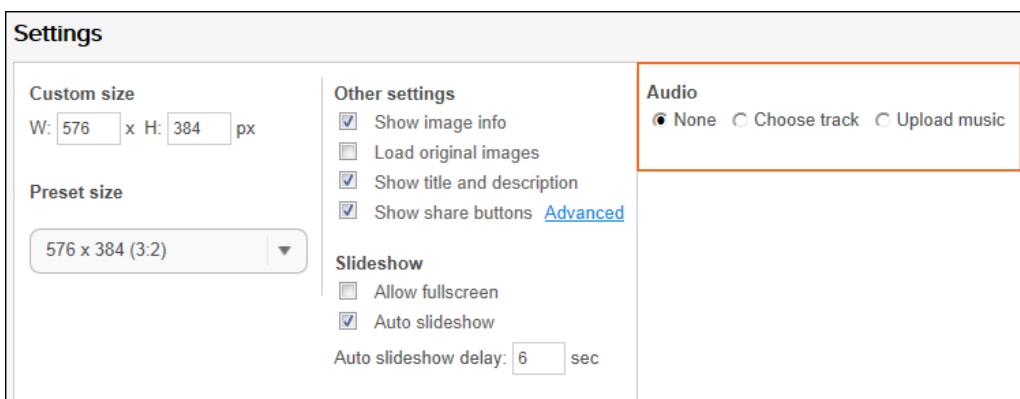 Settings
Custom size
W: 576 x H: 384 px
Preset size
576 x 384 (3:2)
Other settings
Show image info
Load original images
Show title and description
Show share buttons Advanced
Slideshow
Allow fullscreen
Auto slideshow
Auto slideshow delay: 6 sec
Audio
None Choose track Upload music